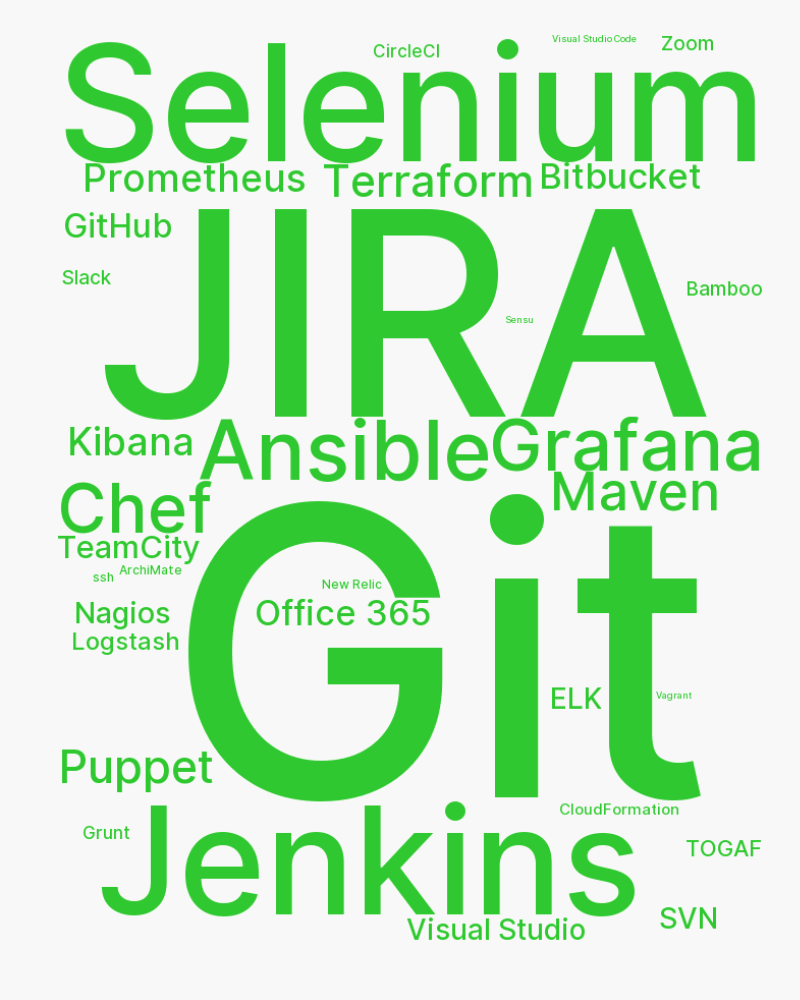 Selenium
CircleCI
Visual Studio Code
Zoom
Prometheus
Terraform
Bitbucket
GitHub
JIRA
Slack
Bamboo
Sensu
Kibana
Ansible
Grafana
Maven
Chef
Git
TeamCity
ssh
ArchiMate
New Relic
Nagios
Office 365
Logstash
ELK
Vagrant
Puppet
CloudFormation
Jenkins
Grunt
TOGAF
SVN
Visual Studio